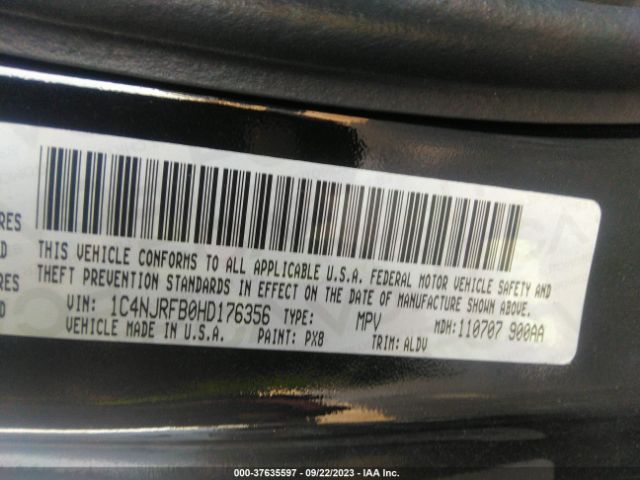 RES
D
RES
D
THIS VEHICLE CONFORMS TO ALL APPLICABLE U.S.A. FEDERAL MOTOR VEHICLE SAFETY AND
THEFT PREVENTION STANDARDS IN EFFECT ON THE DATE OF MANUFACTURE SHOWN ABOVE.
VIN: 1C4NJRFB0HD176356 TYPE: MPV MDH:110707 900AA
VEHICLE MADE IN U.S.A. PAINT: PX8 TRIM: ALDV
000-37635597 - 09/22/2023 - IAA Inc.